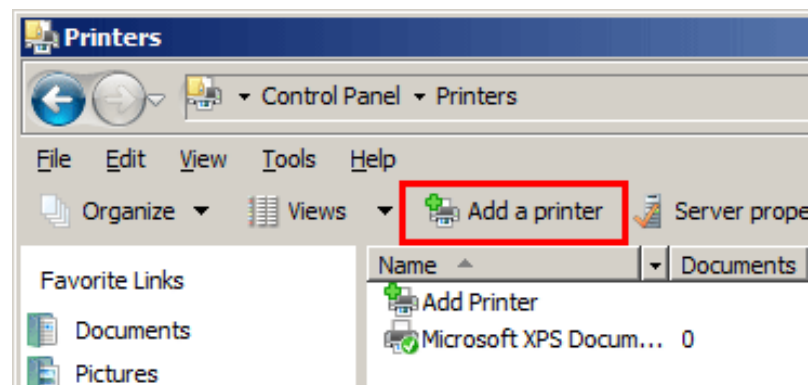 Printers
Control Panel Printers
File Edit View Tools Help
Organize Views Add a printer Server prope
Favorite Links
Name Documents
Add Printer
Documents
Microsoft XPS Docum... 0
Pictures